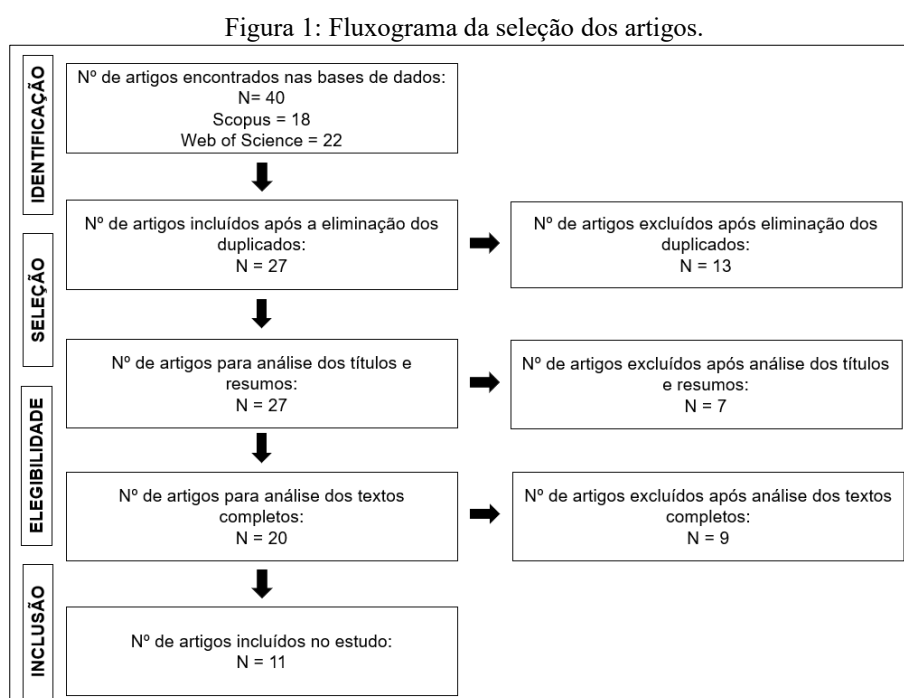 Figura 1: Fluxograma da seleção dos artigos.
IDENTIFICAÇÃO
Nº de artigos encontrados nas bases de dados:
N= 40
Scopus = 18
Web of Science = 22
SELEÇÃO
Nº de artigos incluídos após a eliminação dos
duplicados:
N = 27
Nº de artigos excluídos após eliminação dos
duplicados:
N = 13
Nº de artigos para análise dos títulos e
resumos:
N = 27
Nº de artigos excluídos após análise dos títulos
e resumos:
N = 7
ELEGIBILIDADE
Nº de artigos para análise dos textos
completos:
N = 20
Nº de artigos excluídos após análise dos textos
completos:
N = 9
INCLUSÃO
Nº de artigos incluídos no estudo:
N = 11